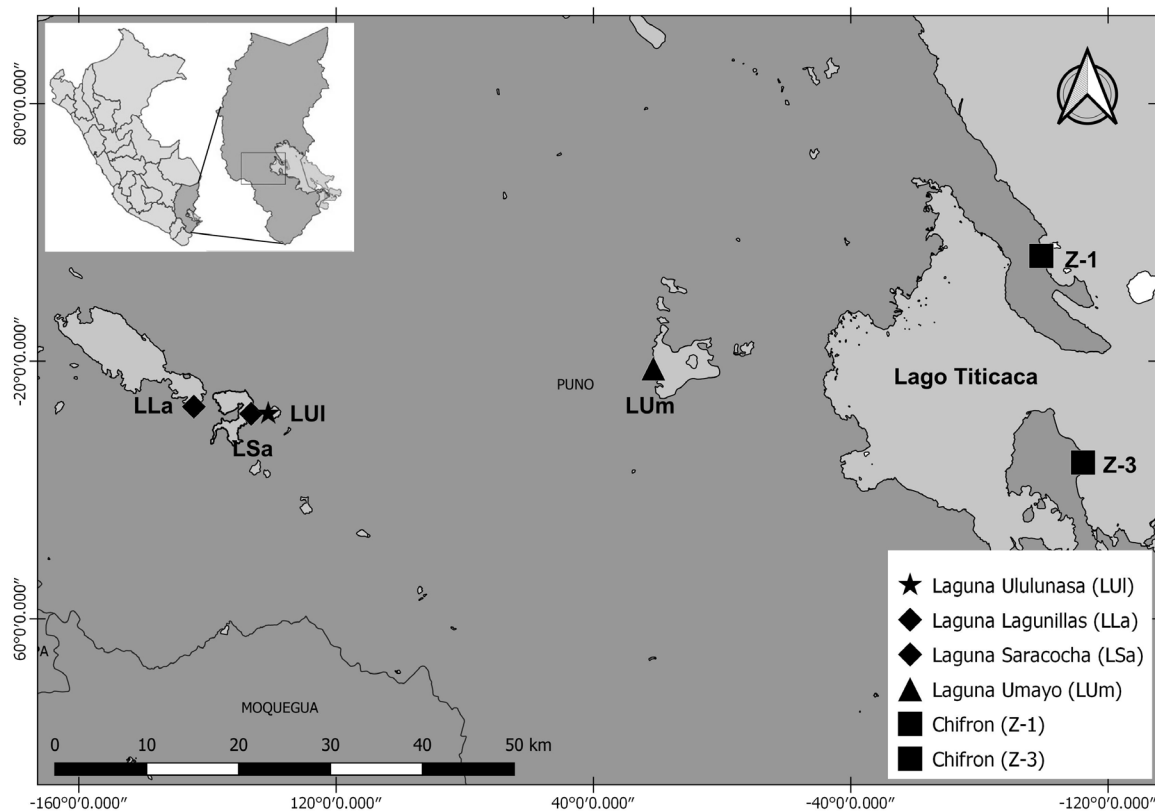 80°0'0.000"
-20°0'0.000"
60°0'0.000"
Z-1
Lago Titicaca
PUNO
LUm
LLa
LUl
LSa
Z-3
Laguna Ululunasa (LUl)
Laguna Lagunillas (LLa)
Laguna Saracocha (LSa)
Laguna Umayo (LUm)
Chifron (Z-1)
Chifron (Z-3)
PA
MOQUEGUA
0 10 20 30 40 50 km
-160°0'0.000" 120°0'0.000" 40°0'0.000" -40°0'0.000" -120°0'0.000"